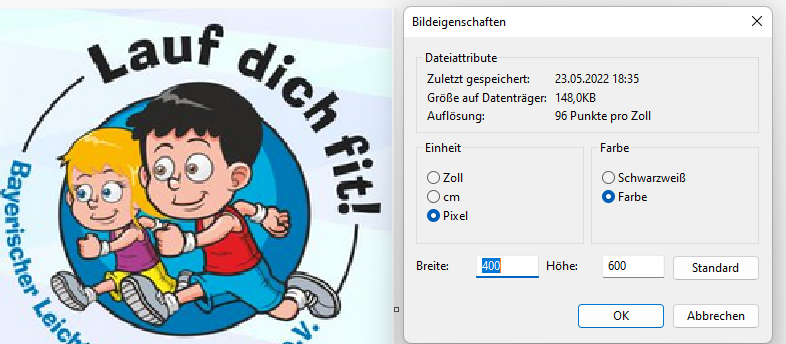 Lauf dich fit!
Bayerischer Leicht
e.V.
Bildeigenschaften
Dateiattribute
Zuletzt gespeichert: 23.05.2022 18:35
Größe auf Datenträger: 148,0KB
Auflösung: 96 Punkte pro Zoll
Einheit
Zoll
cm
Pixel
Farbe
Schwarzweiß
Farbe
Breite: 400 Höhe: 600 Standard
OK Abbrechen